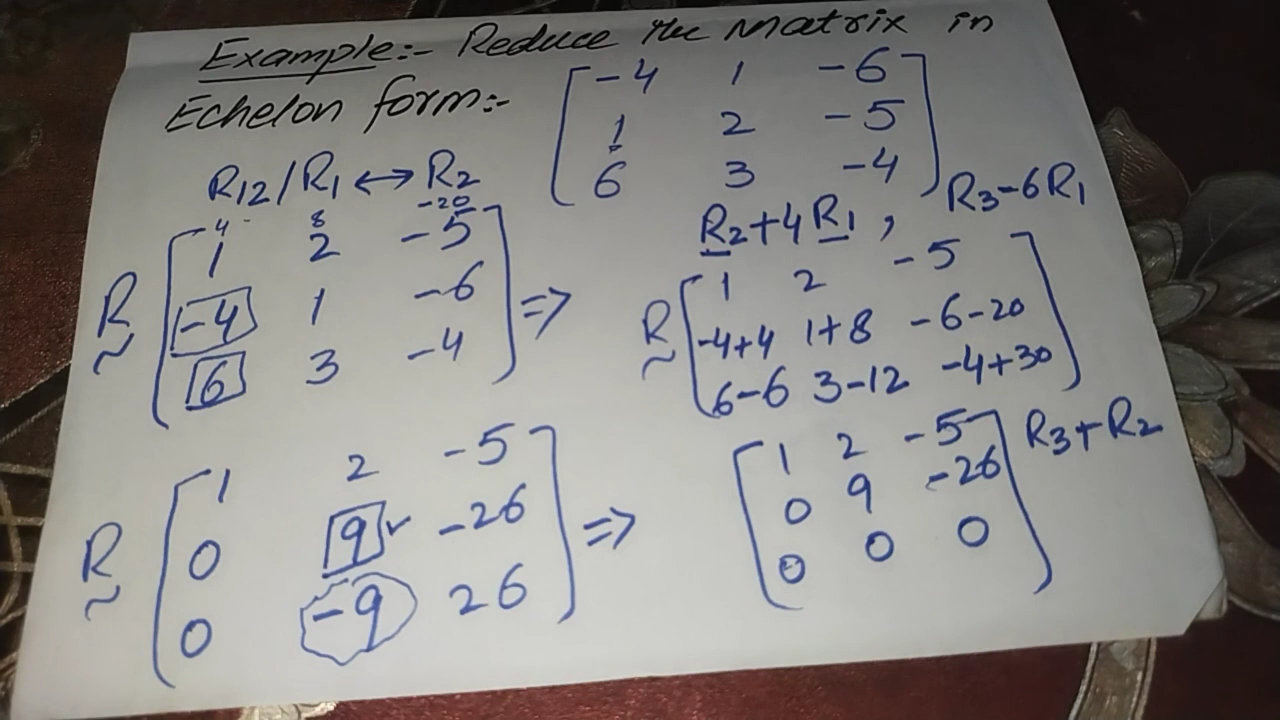 Example:- Reduce the Matrix in
Echelon form:-
-4 1 -6
1 2 -5
6 3 -4
R12/R1↔R2
4 8 -20
1 2 -5
R -4 1 -6 ⇒
~ 6 3 -4
R2+4R1, R3-6R1
1 2 -5
R -4+4 1+8 -6-20
~ 6-6 3-12 -4+30
1 2 -5
R 0 9 -26 ⇒
~ 0 -9 26
1 2 -5 R3+R2
0 9 -26
0 0 0